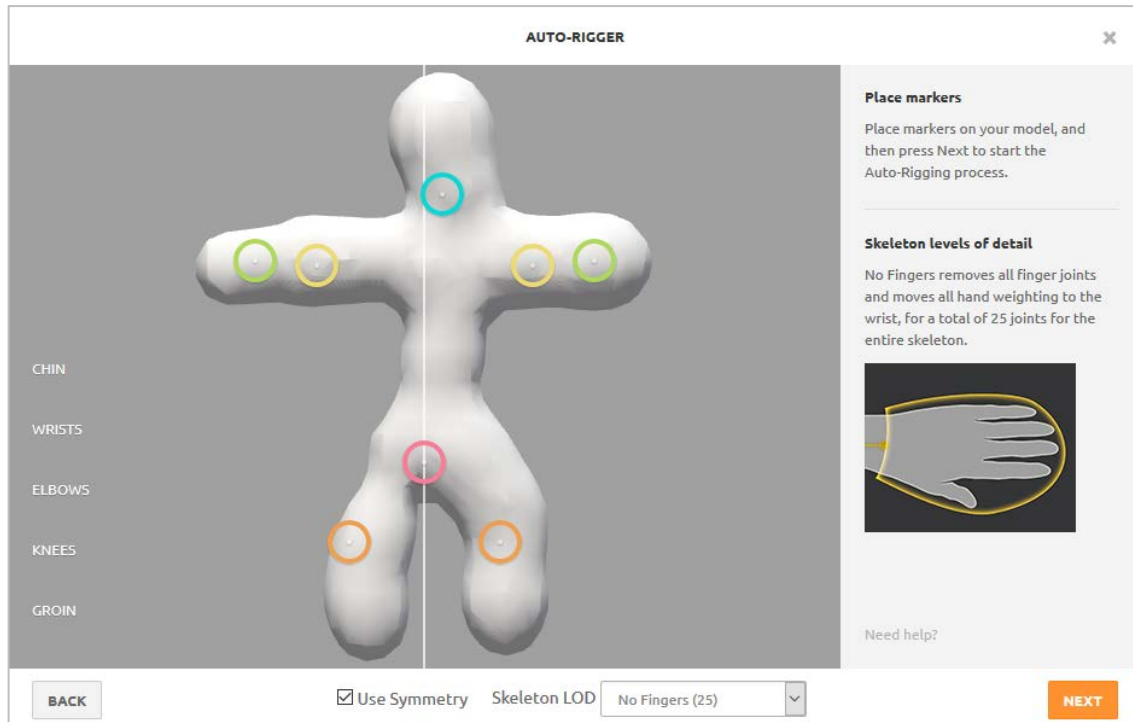 AUTO-RIGGER
×
Place markers
Place markers on your model, and
then press Next to start the
Auto-Rigging process.
Skeleton levels of detail
No Fingers removes all finger joints
and moves all hand weighting to the
wrist, for a total of 25 joints for the
entire skeleton.
CHIN
WRISTS
ELBOWS
KNEES
GROIN
Need help?
BACK
Use Symmetry
Skeleton LOD
No Fingers (25)
NEXT